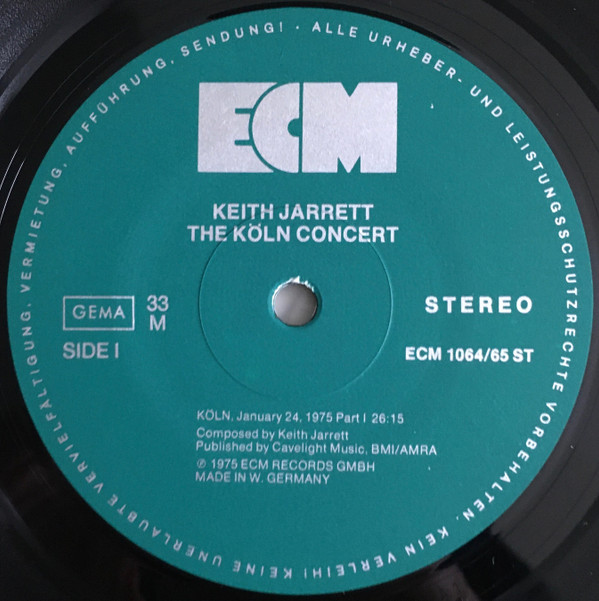 ALLE URHEBER- UND LEISTUNGSSCHUTZRECHTE VORBEHALTEN. KEIN VERLEIH! KEINE UNERLAUBTE VERVIELFÄLTIGUNG, VERMIETUNG, AUFFÜHRUNG, SENDUNG! ·
ECM
KEITH JARRETT
THE KÖLN CONCERT
GEMA
33
M
STEREO
SIDE I
ECM 1064/65 ST
KÖLN, January 24, 1975 Part I 26:15
Composed by Keith Jarrett
Published by Cavelight Music, BMI/AMRA
℗ 1975 ECM RECORDS GMBH
MADE IN W. GERMANY